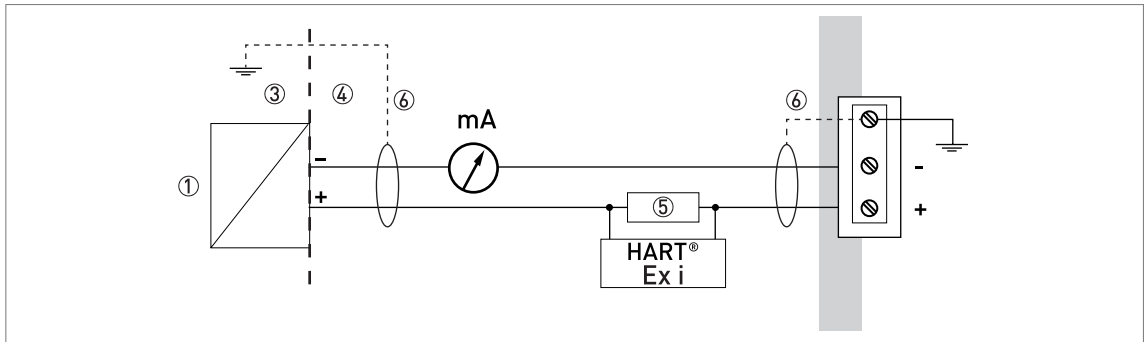 ③ ④ ⑥ ⑥
mA
① - -
+ ⑤ +
HART®
Ex i